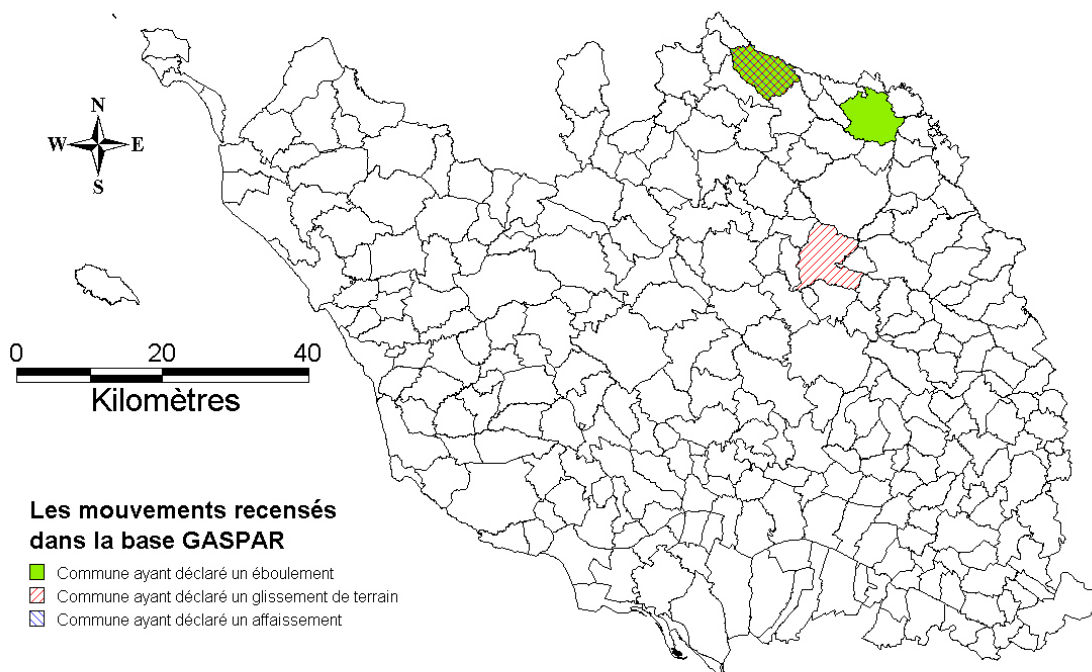 N
W E
S
0 20 40
Kilomètres
Les mouvements recensés
dans la base GASPAR
Commune ayant déclaré un éboulement
Commune ayant déclaré un glissement de terrain
Commune ayant déclaré un affaissement